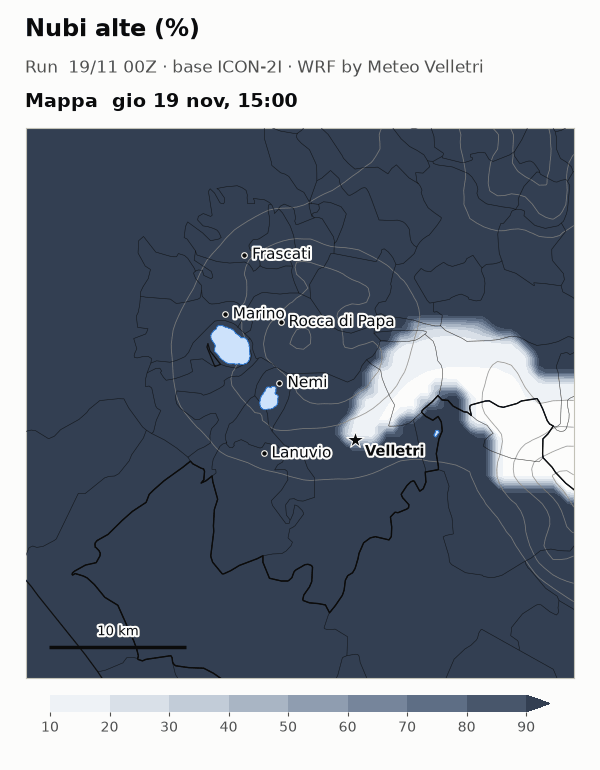 Nubi alte (%)
Run  19/11 00Z · base ICON-2I · WRF by Meteo Velletri
Mappa  gio 19 nov, 15:00
Frascati
Marino
Rocca di Papa
Nemi
Velletri
Lanuvio
10 km
10 20 30 40 50 60 70 80 90